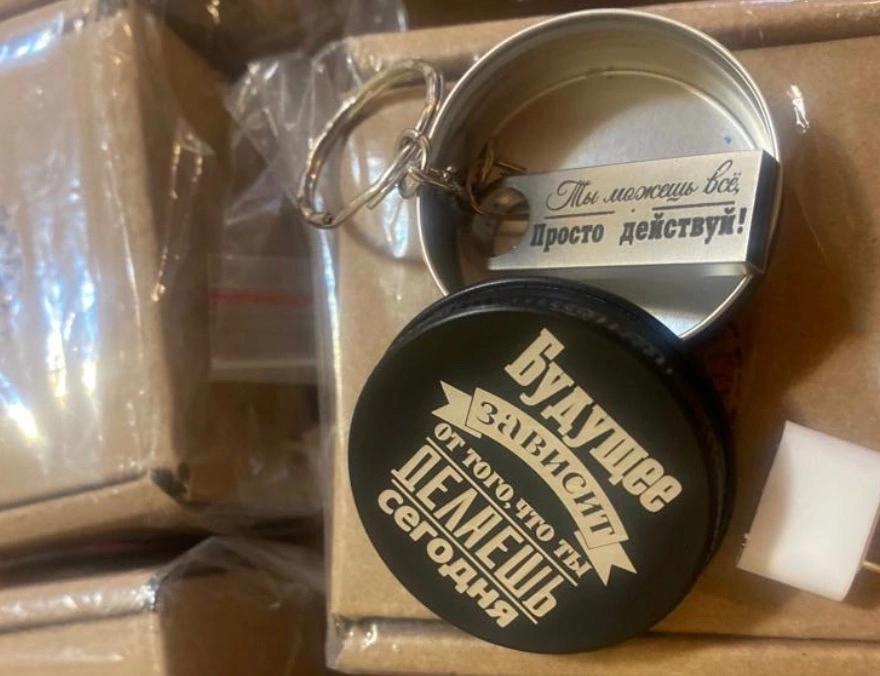 Ты можешь всё,
Просто действуй!
Будущее
зависит
от того, что ты
ДЕЛАЕШЬ
сегодня